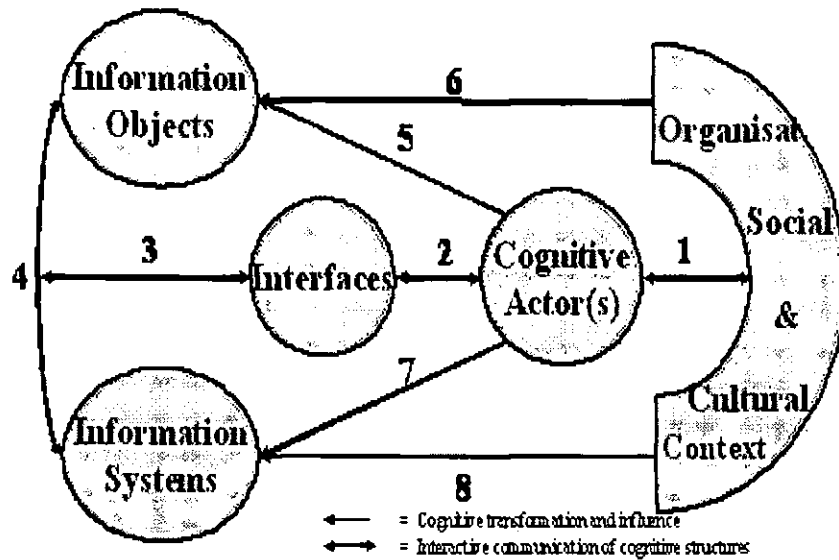 Information
Objects
6
5
Organisat.
Social
&
Cultural
Context
4
3
Interfaces
2
Cognitive
Actor(s)
1
7
Information
Systems
8
= Cognitive transformation and influence
= Interactive communication of cognitive structures